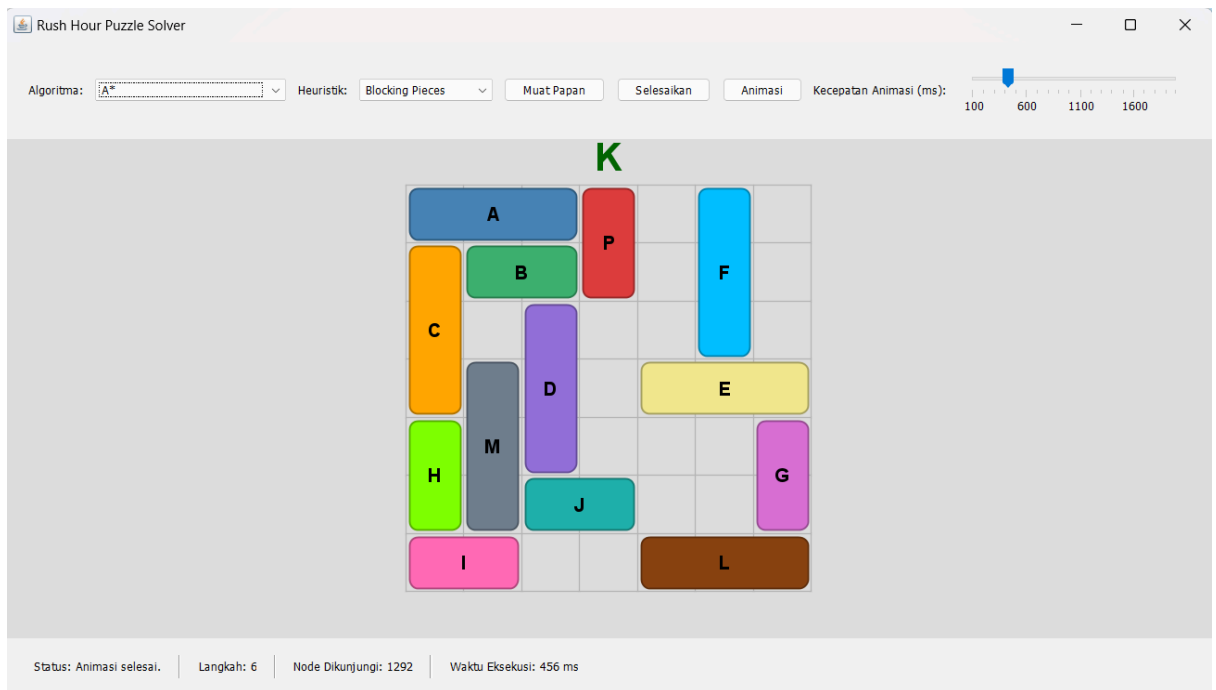 Rush Hour Puzzle Solver
Algoritma: A* Heuristik: Blocking Pieces Muat Papan Selesaikan Animasi Kecepatan Animasi (ms):
100 600 1100 1600
K
A
P
B
F
C
D
E
M
H
G
J
I
L
Status: Animasi selesai. Langkah: 6 Node Dikunjungi: 1292 Waktu Eksekusi: 456 ms